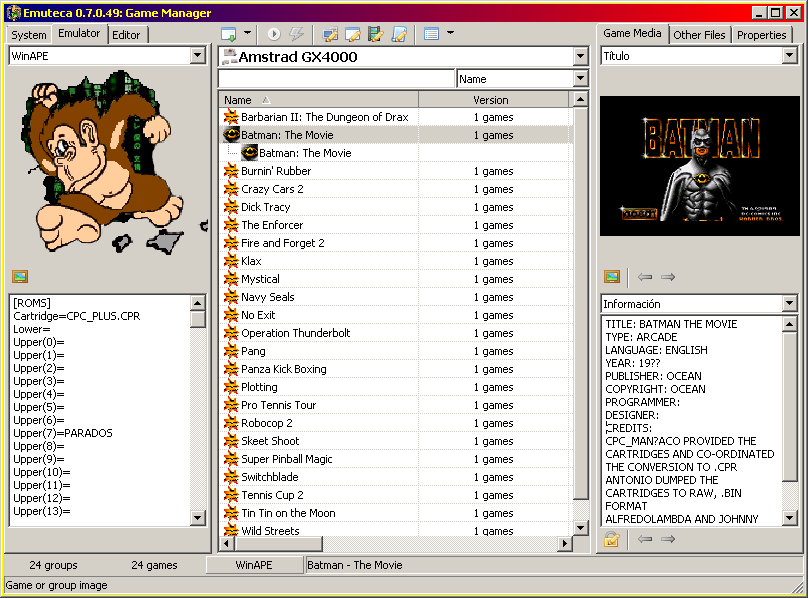 Emuteca 0.7.0.49: Game Manager
System Emulator Editor
WinAPE
[ROMS]
Cartridge=CPC_PLUS.CPR
Lower=
Upper(0)=
Upper(1)=
Upper(2)=
Upper(3)=
Upper(4)=
Upper(5)=
Upper(6)=
Upper(7)=PARADOS
Upper(8)=
Upper(9)=
Upper(10)=
Upper(11)=
Upper(12)=
Upper(13)=
Amstrad GX4000
Name
Name Version
Barbarian II: The Dungeon of Drax 1 games
Batman: The Movie 1 games
Batman: The Movie
Burnin' Rubber 1 games
Crazy Cars 2 1 games
Dick Tracy 1 games
The Enforcer 1 games
Fire and Forget 2 1 games
Klax 1 games
Mystical 1 games
Navy Seals 1 games
No Exit 1 games
Operation Thunderbolt 1 games
Pang 1 games
Panza Kick Boxing 1 games
Plotting 1 games
Pro Tennis Tour 1 games
Robocop 2 1 games
Skeet Shoot 1 games
Super Pinball Magic 1 games
Switchblade 1 games
Tennis Cup 2 1 games
Tin Tin on the Moon 1 games
Wild Streets 1 games
Game Media Other Files Properties
Título
BATMAN
ocean
TM & ©1989
DC COMICS INC
WARNER BROS.
Información
TITLE: BATMAN THE MOVIE
TYPE: ARCADE
LANGUAGE: ENGLISH
YEAR: 19??
PUBLISHER: OCEAN
COPYRIGHT: OCEAN
PROGRAMMER:
DESIGNER:
CREDITS:
CPC_MAN?ACO PROVIDED THE
CARTRIDGES AND CO-ORDINATED
THE CONVERSION TO .CPR
ANTONIO DUMPED THE
CARTRIDGES TO RAW, .BIN
FORMAT
ALFREDOLAMBDA AND JOHNNY
24 groups 24 games WinAPE Batman - The Movie
Game or group image